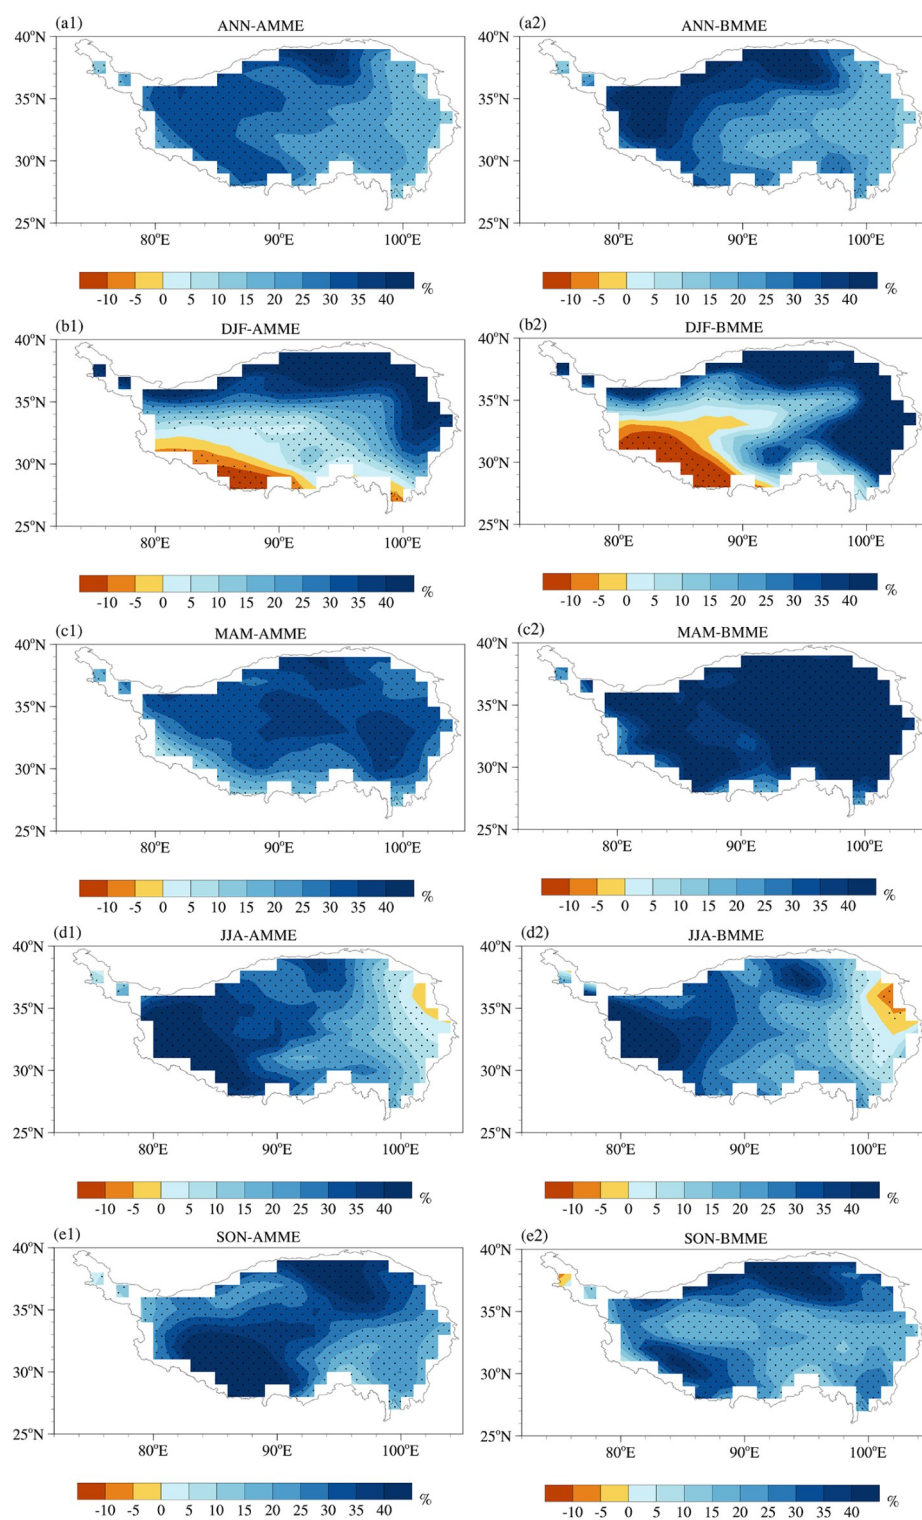 (a1) ANN-AMME
40°N
35°N
30°N
25°N
80°E 90°E 100°E
-10 -5 0 5 10 15 20 25 30 35 40 %
(a2) ANN-BMME
40°N
35°N
30°N
25°N
80°E 90°E 100°E
-10 -5 0 5 10 15 20 25 30 35 40 %
(b1) DJF-AMME
40°N
35°N
30°N
25°N
80°E 90°E 100°E
-10 -5 0 5 10 15 20 25 30 35 40 %
(b2) DJF-BMME
40°N
35°N
30°N
25°N
80°E 90°E 100°E
-10 -5 0 5 10 15 20 25 30 35 40 %
(c1) MAM-AMME
40°N
35°N
30°N
25°N
80°E 90°E 100°E
-10 -5 0 5 10 15 20 25 30 35 40 %
(c2) MAM-BMME
40°N
35°N
30°N
25°N
80°E 90°E 100°E
-10 -5 0 5 10 15 20 25 30 35 40 %
(d1) JJA-AMME
40°N
35°N
30°N
25°N
80°E 90°E 100°E
-10 -5 0 5 10 15 20 25 30 35 40 %
(d2) JJA-BMME
40°N
35°N
30°N
25°N
80°E 90°E 100°E
-10 -5 0 5 10 15 20 25 30 35 40 %
(e1) SON-AMME
40°N
35°N
30°N
25°N
80°E 90°E 100°E
-10 -5 0 5 10 15 20 25 30 35 40 %
(e2) SON-BMME
40°N
35°N
30°N
25°N
80°E 90°E 100°E
-10 -5 0 5 10 15 20 25 30 35 40 %